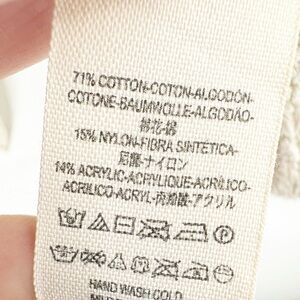 71% COTTON-COTON-ALGODÓN-
COTONE-BAUMWOLLE-ALGODÃO-
棉花-綿
15% NYLON-FIBRA SINTÉTICA-
尼龍-ナイロン
14% ACRYLIC-ACRYLIQUE-ACRÍLICO-
ACRILICO-ACRYL-丙烯酸-アクリル
HAND WASH COLD